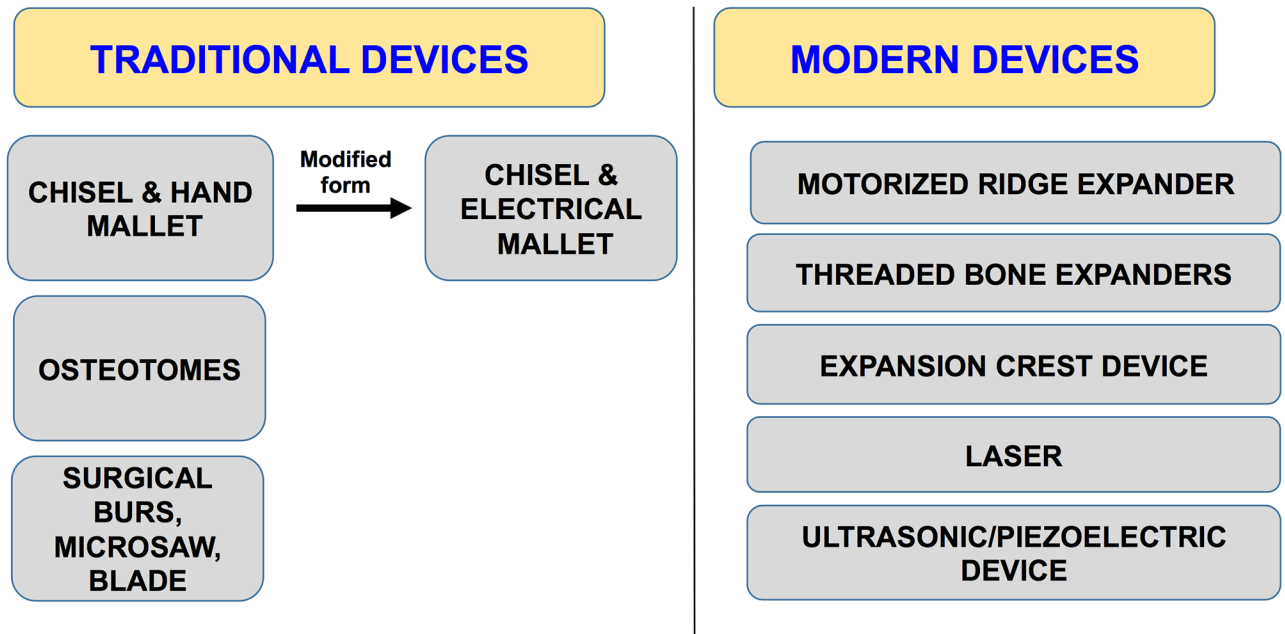 TRADITIONAL DEVICES
CHISEL & HAND
MALLET
Modified
form
CHISEL &
ELECTRICAL
MALLET
OSTEOTOMES
SURGICAL
BURS,
MICROSAW,
BLADE
MODERN DEVICES
MOTORIZED RIDGE EXPANDER
THREADED BONE EXPANDERS
EXPANSION CREST DEVICE
LASER
ULTRASONIC/PIEZOELECTRIC
DEVICE